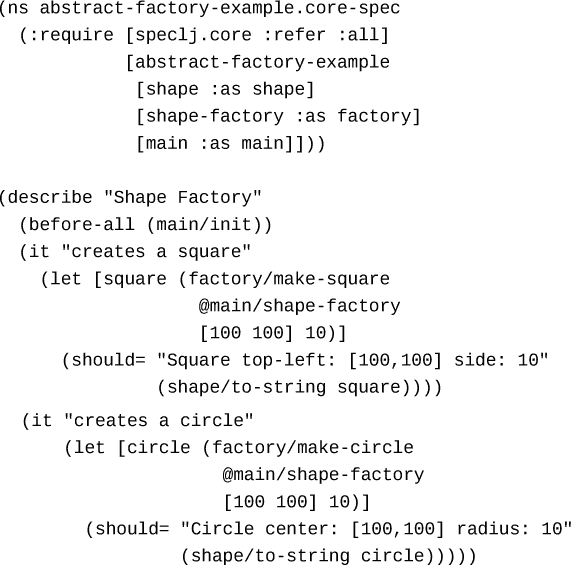 (ns abstract-factory-example.core-spec
  (:require [speclj.core :refer :all]
            [abstract-factory-example
             [shape :as shape]
             [shape-factory :as factory]
             [main :as main]]))

(describe "Shape Factory"
  (before-all (main/init))
  (it "creates a square"
    (let [square (factory/make-square
                   @main/shape-factory
                   [100 100] 10)]
      (should= "Square top-left: [100,100] side: 10"
               (shape/to-string square))))
  (it "creates a circle"
      (let [circle (factory/make-circle
                     @main/shape-factory
                     [100 100] 10)]
        (should= "Circle center: [100,100] radius: 10"
                 (shape/to-string circle)))))